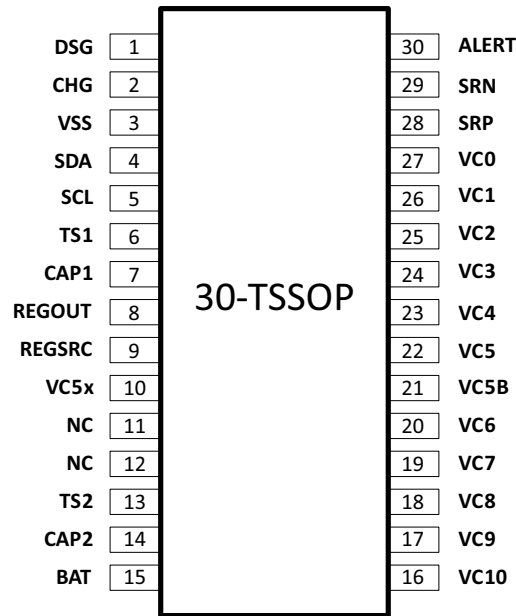 DSG 1 30 ALERT
CHG 2 29 SRN
VSS 3 28 SRP
SDA 4 27 VC0
SCL 5 26 VC1
TS1 6 25 VC2
CAP1 7 24 VC3
30-TSSOP
REGOUT 8 23 VC4
REGSRC 9 22 VC5
VC5x 10 21 VC5B
NC 11 20 VC6
NC 12 19 VC7
TS2 13 18 VC8
CAP2 14 17 VC9
BAT 15 16 VC10